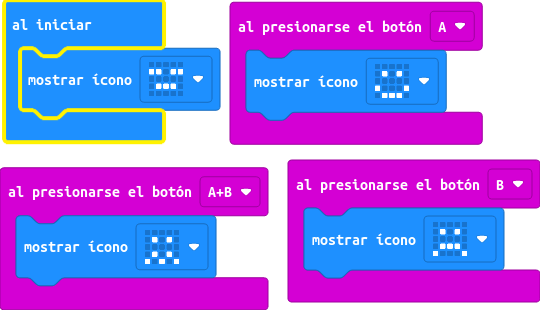 al iniciar
mostrar ícono
al presionarse el botón A
mostrar ícono
al presionarse el botón A+B
mostrar ícono
al presionarse el botón B
mostrar ícono